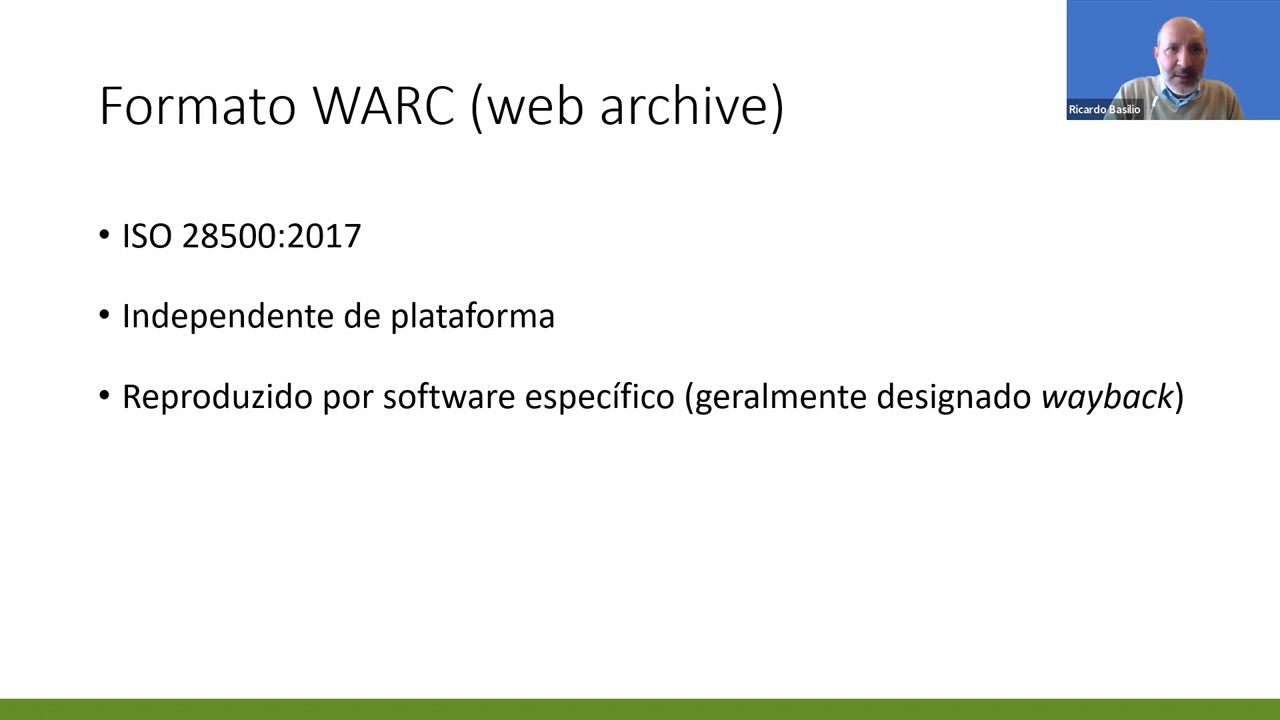 Formato WARC (web archive)
Ricardo Basílio
• ISO 28500:2017
• Independente de plataforma
• Reproduzido por software específico (geralmente designado wayback)